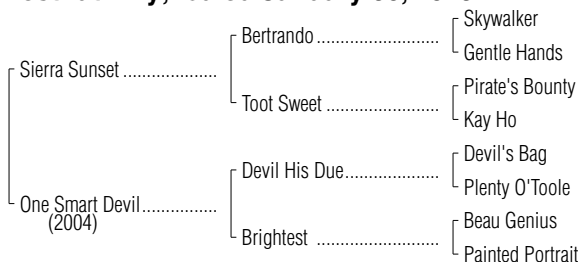 Skywalker
Bertrando ........................
Gentle Hands
Sierra Sunset ...................
Pirate's Bounty
Toot Sweet .......................
Kay Ho
Devil's Bag
Devil His Due...................
Plenty O'Toole
One Smart Devil................
(2004)
Beau Genius
Brightest .........................
Painted Portrait